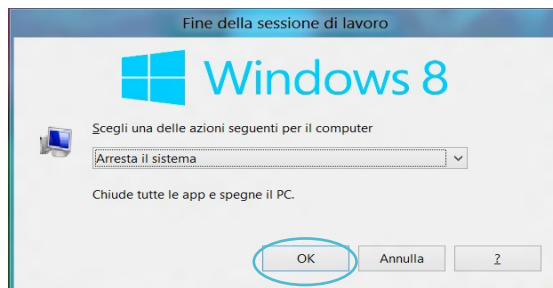 Fine della sessione di lavoro
Windows 8
Scegli una delle azioni seguenti per il computer
Arresta il sistema
Chiude tutte le app e spegne il PC.
OK Annulla ?